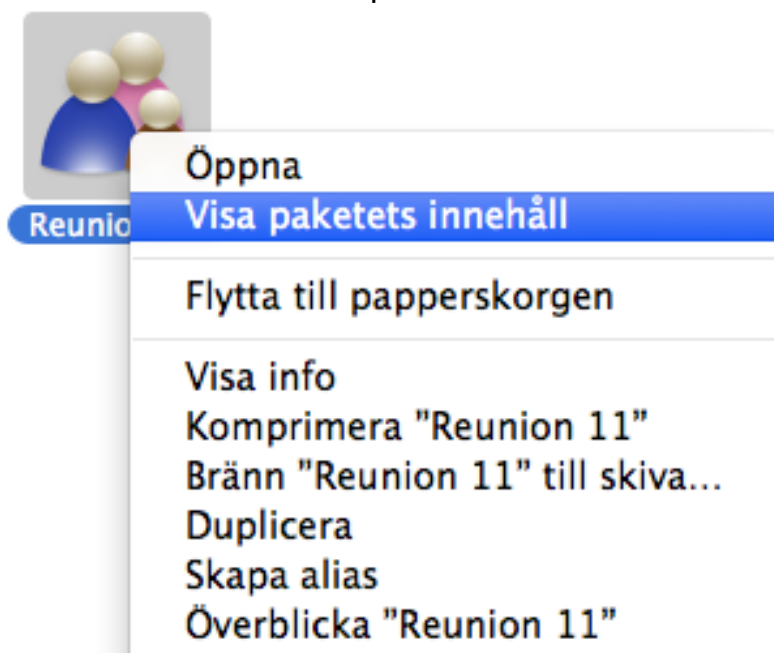 Öppna
Reunio
Visa paketets innehåll
Flytta till papperskorgen
Visa info
Komprimera ”Reunion 11”
Bränn ”Reunion 11” till skiva...
Duplicera
Skapa alias
Överblicka ”Reunion 11”